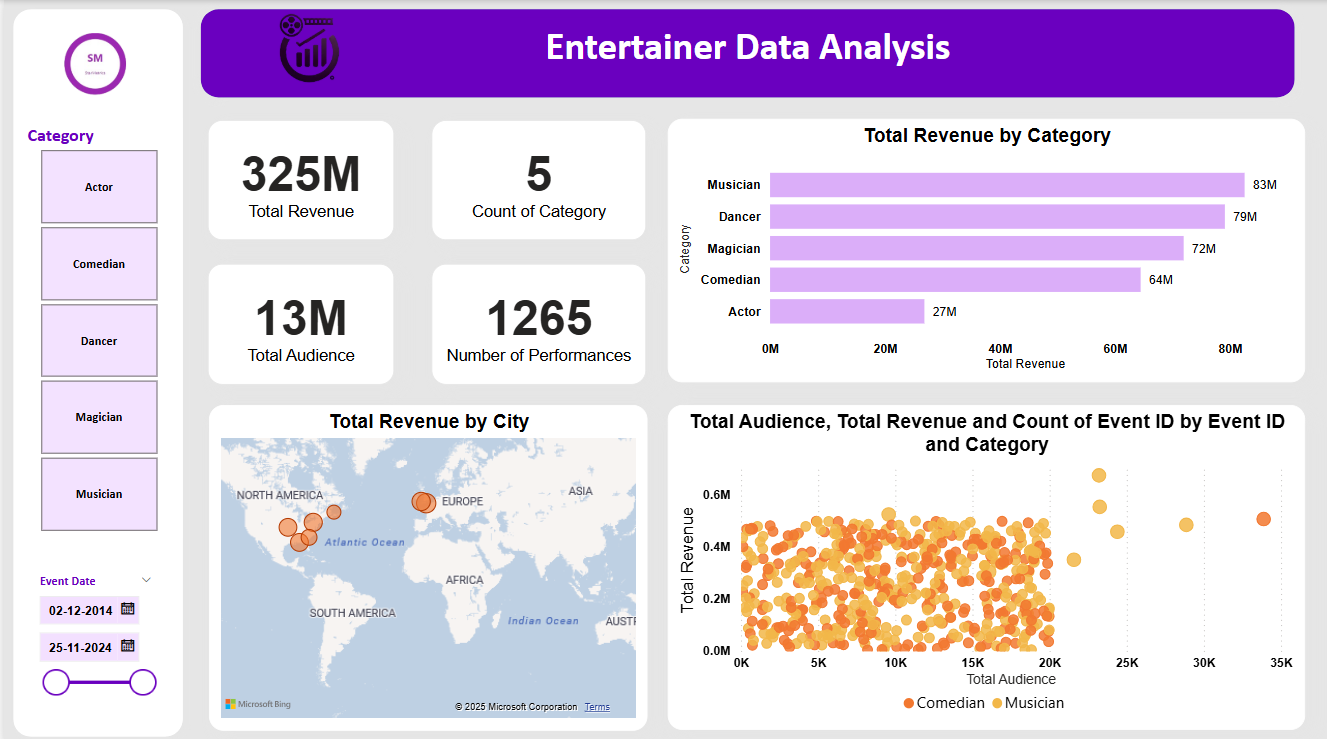 SM
Entertainer Data Analysis
Category
Actor
Comedian
Dancer
Magician
Musician
Event Date
02-12-2014
25-11-2024
325M
Total Revenue
5
Count of Category
13M
Total Audience
1265
Number of Performances
Total Revenue by Category
Category
Musician 83M
Dancer 79M
Magician 72M
Comedian 64M
Actor 27M
0M 20M 40M 60M 80M
Total Revenue
Total Revenue by City
NORTH AMERICA
EUROPE
ASIA
Atlantic Ocean
AFRICA
SOUTH AMERICA
Indian Ocean
AUSTR
Microsoft Bing
© 2025 Microsoft Corporation Terms
Total Audience, Total Revenue and Count of Event ID by Event ID
and Category
Total Revenue
0.6M
0.4M
0.2M
0.0M
0K 5K 10K 15K 20K 25K 30K 35K
Total Audience
Comedian Musician